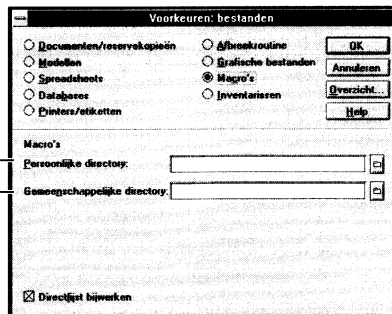 Voorkeuren: bestanden
Documenten/reservekopieën
Modellen
Spreadsheets
Databases
Printers/etiketten
Afbreekroutine
Grafische bestanden
Macro's
Inventarissen
OK
Annuleren
Overzicht...
Help
Macro's
Persoonlijke directory:
Gemeenschappelijke directory:
Directlijst bijwerken